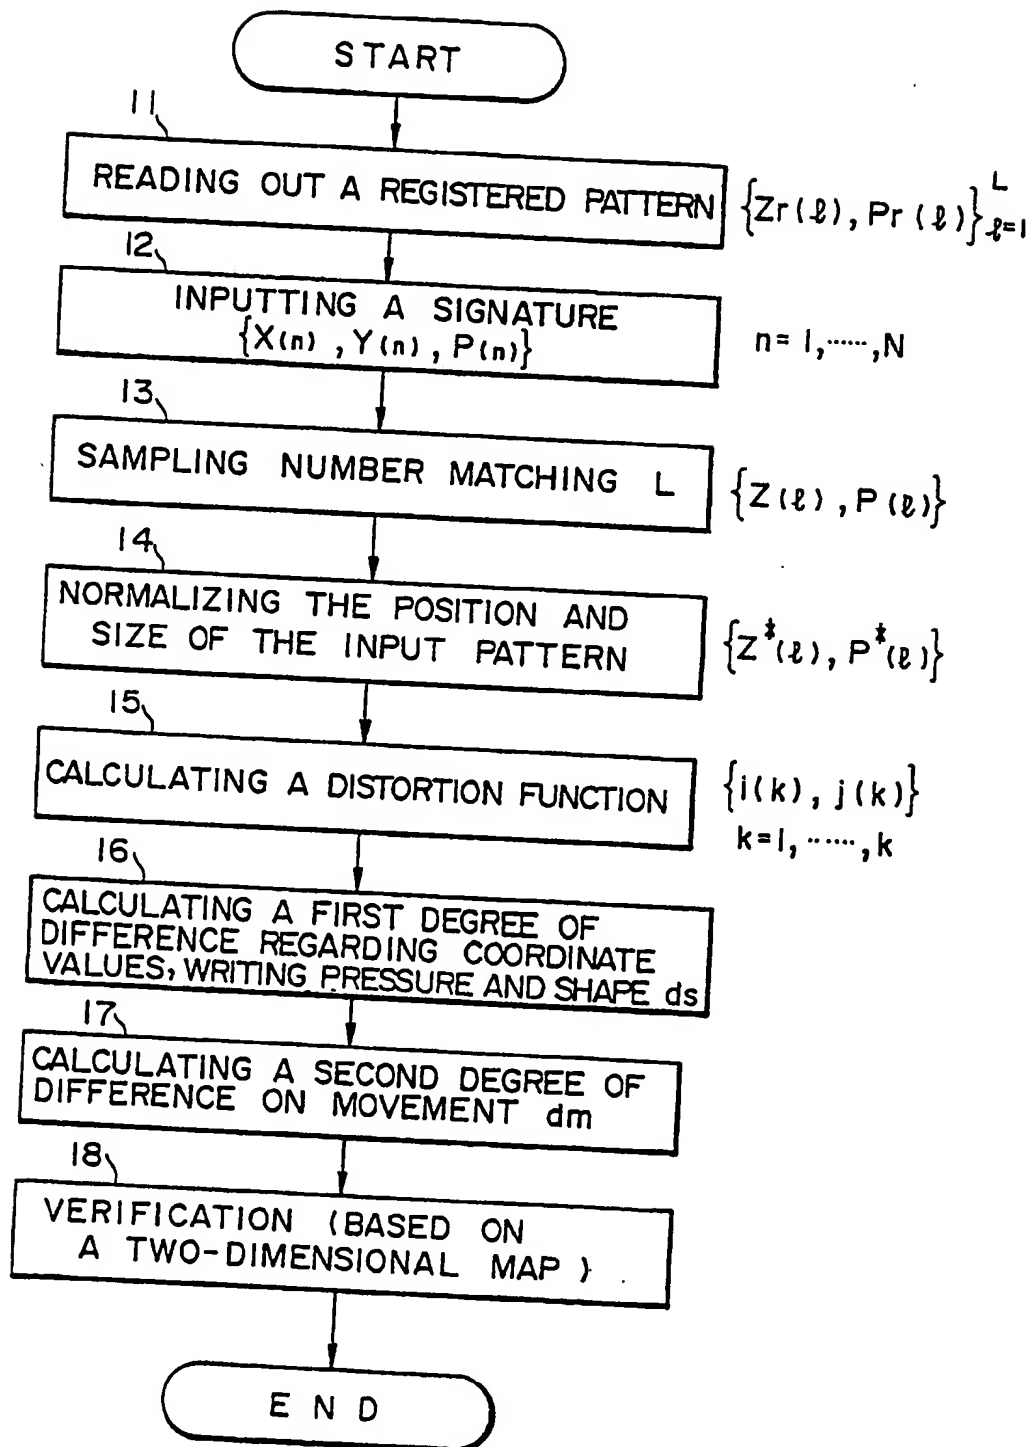 START
11
READING OUT A REGISTERED PATTERN
{Zr(ℓ), Pr(ℓ)}ᴸℓ=1
12
INPUTTING A SIGNATURE
{X(n), Y(n), P(n)}
n=1,······,N
13
SAMPLING NUMBER MATCHING L
{Z(ℓ), P(ℓ)}
14
NORMALIZING THE POSITION AND
SIZE OF THE INPUT PATTERN
{Z*(ℓ), P*(ℓ)}
15
CALCULATING A DISTORTION FUNCTION
{i(k), j(k)}
k=1,······,k
16
CALCULATING A FIRST DEGREE OF
DIFFERENCE REGARDING COORDINATE
VALUES, WRITING PRESSURE AND SHAPE ds
17
CALCULATING A SECOND DEGREE OF
DIFFERENCE ON MOVEMENT dm
18
VERIFICATION (BASED ON
A TWO-DIMENSIONAL MAP)
END